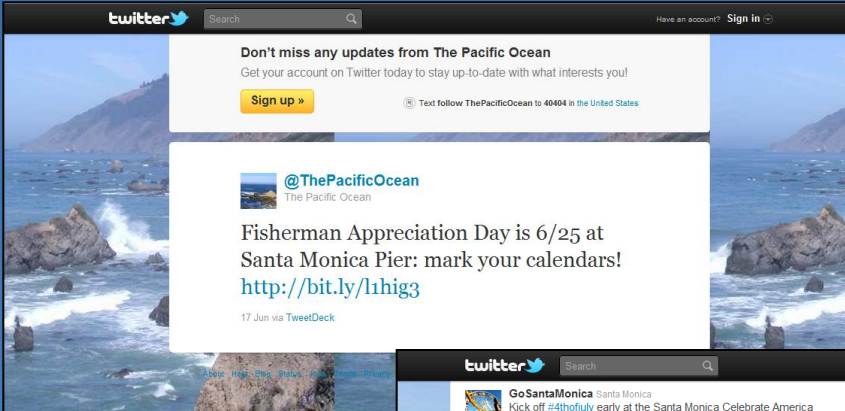 twitter Search Have an account? Sign in
Don't miss any updates from The Pacific Ocean
Get your account on Twitter today to stay up-to-date with what interests you!
Sign up » Text follow ThePacificOcean to 40404 in the United States
@ThePacificOcean
The Pacific Ocean
Fisherman Appreciation Day is 6/25 at
Santa Monica Pier: mark your calendars!
http://bit.ly/l1hig3
17 Jun via TweetDeck
About Help Blog Status Jobs Terms Privacy
twitter Search
GoSantaMonica Santa Monica
Kick off #4thofjuly early at the Santa Monica Celebrate America